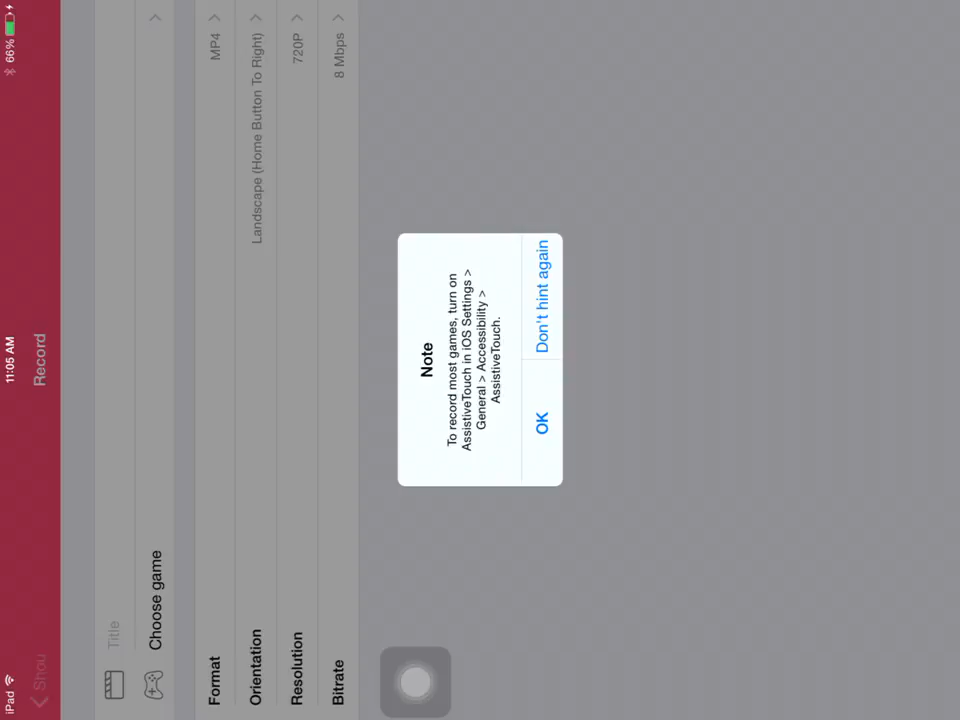 iPad 11:05 AM 66%
Shou Record
Title
Choose game
Format MP4
Orientation Landscape (Home Button To Right)
Resolution 720P
Bitrate 8 Mbps
Note
To record most games, turn on
AssistiveTouch in iOS Settings >
General > Accessibility >
AssistiveTouch.
OK Don't hint again